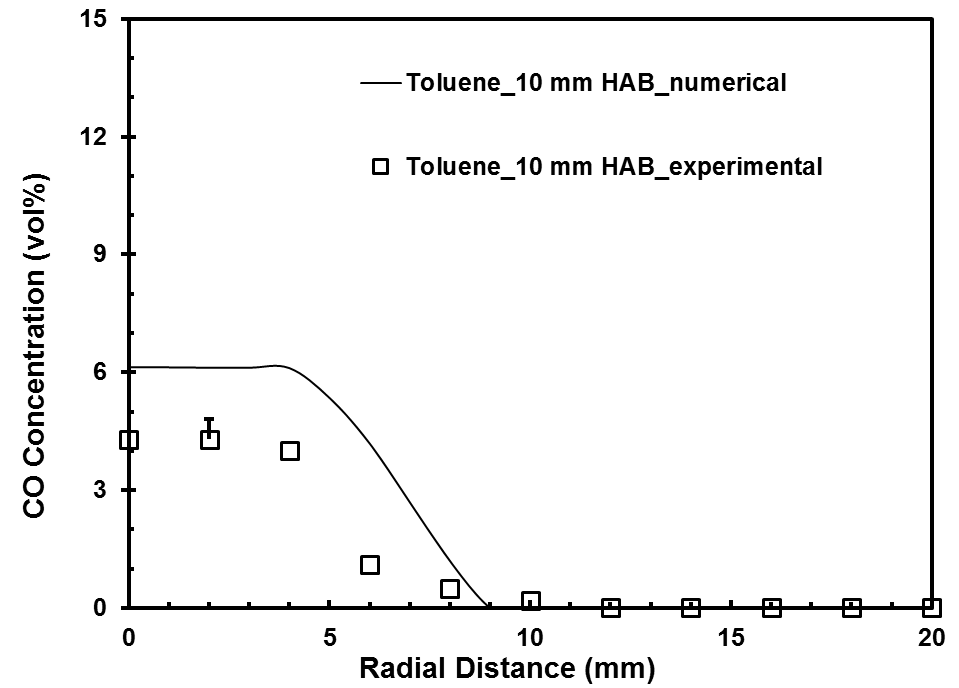 15
12
9
6
3
0
CO Concentration (vol%)
Toluene_10 mm HAB_numerical
Toluene_10 mm HAB_experimental
0 5 10 15 20
Radial Distance (mm)